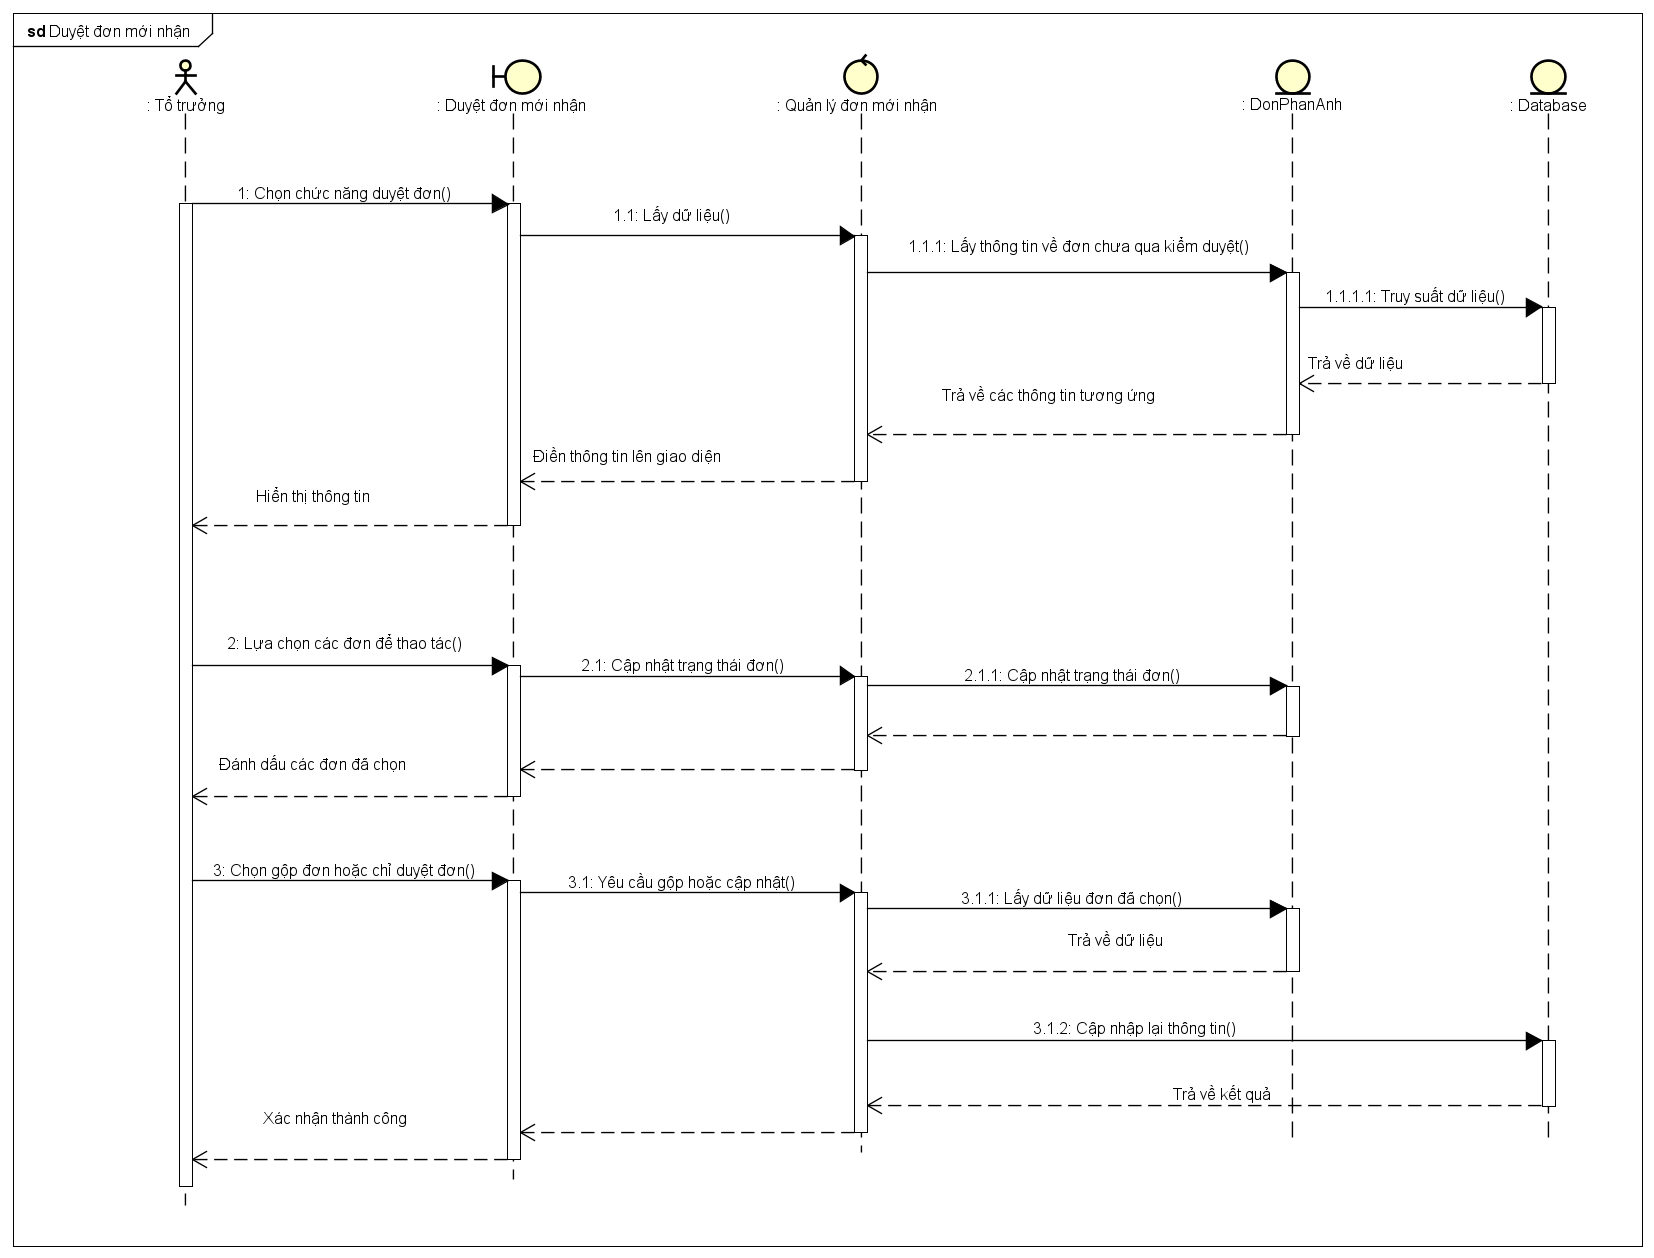 sd Duyệt đơn mới nhận
: Tổ trưởng
: Duyệt đơn mới nhận
: Quản lý đơn mới nhận
: DonPhanAnh
: Database
1: Chọn chức năng duyệt đơn()
1.1: Lấy dữ liệu()
1.1.1: Lấy thông tin về đơn chưa qua kiểm duyệt()
1.1.1.1: Truy suất dữ liệu()
Trả về dữ liệu
Trả về các thông tin tương ứng
Điền thông tin lên giao diện
Hiển thị thông tin
2: Lựa chọn các đơn để thao tác()
2.1: Cập nhật trạng thái đơn()
2.1.1: Cập nhật trạng thái đơn()
Đánh dấu các đơn đã chọn
3: Chọn gộp đơn hoặc chỉ duyệt đơn()
3.1: Yêu cầu gộp hoặc cập nhật()
3.1.1: Lấy dữ liệu đơn đã chọn()
Trả về dữ liệu
3.1.2: Cập nhập lại thông tin()
Trả về kết quả
Xác nhận thành công